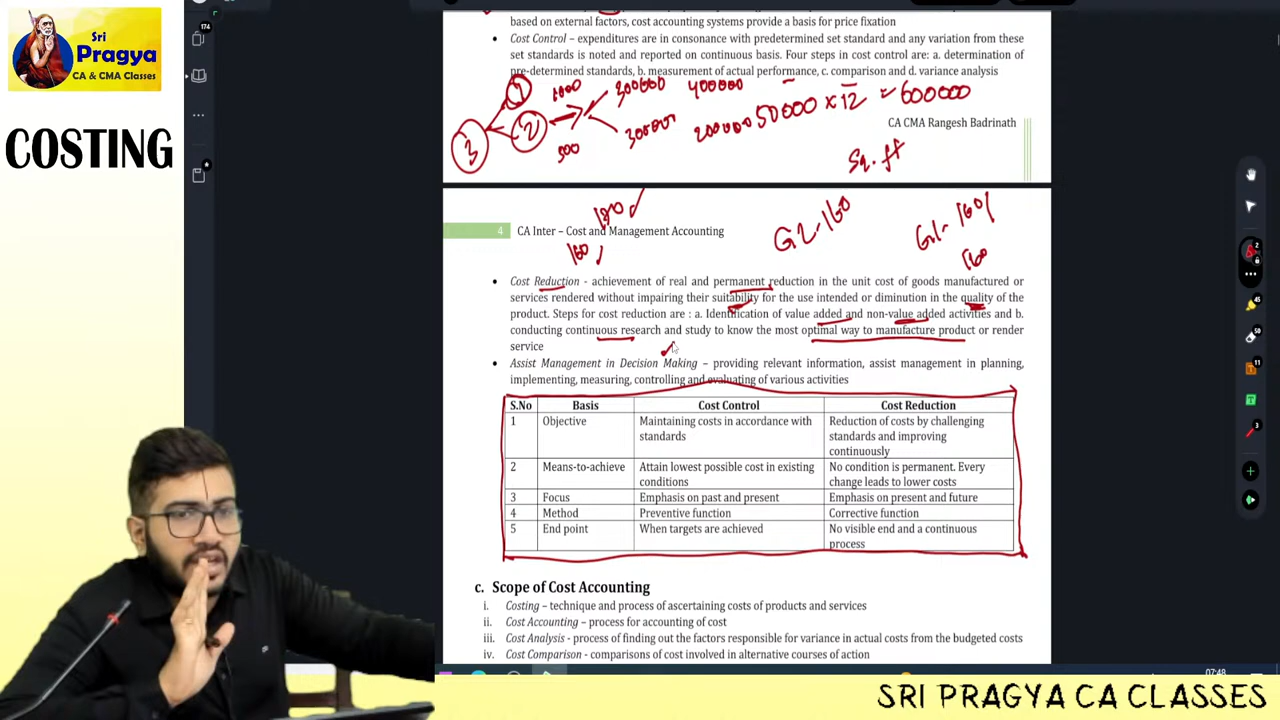 Sri
Pragya
CA & CMA Classes
COSTING
based on external factors, cost accounting systems provide a basis for price fixation
• Cost Control – expenditures are in consonance with predetermined set standard and any variation from these
set standards is noted and reported on continuous basis. Four steps in cost control are: a. determination of
pre-determined standards, b. measurement of actual performance, c. comparison and d. variance analysis
1
1000
300000
400000
50000 × 12 = 600000
3
2
500
300000
200000
CA CMA Rangesh Badrinath
Sq. ft
4 CA Inter – Cost and Management Accounting
160
G2-160
160
• Cost Reduction - achievement of real and permanent reduction in the unit cost of goods manufactured or
services rendered without impairing their suitability for the use intended or diminution in the quality of the
product. Steps for cost reduction are : a. Identification of value added and non-value added activities and b.
conducting continuous research and study to know the most optimal way to manufacture product or render
service
• Assist Management in Decision Making – providing relevant information, assist management in planning,
implementing, measuring, controlling and evaluating of various activities
S.No Basis Cost Control Cost Reduction
1 Objective Maintaining costs in accordance with standards Reduction of costs by challenging standards and improving continuously
2 Means-to-achieve Attain lowest possible cost in existing conditions No condition is permanent. Every change leads to lower costs
3 Focus Emphasis on past and present Emphasis on present and future
4 Method Preventive function Corrective function
5 End point When targets are achieved No visible end and a continuous process
c. Scope of Cost Accounting
i. Costing – technique and process of ascertaining costs of products and services
ii. Cost Accounting – process for accounting of cost
iii. Cost Analysis - process of finding out the factors responsible for variance in actual costs from the budgeted costs
iv. Cost Comparison - comparisons of cost involved in alternative courses of action
174
2
45
50
11
3
07:48
SRI PRAGYA CA CLASSES